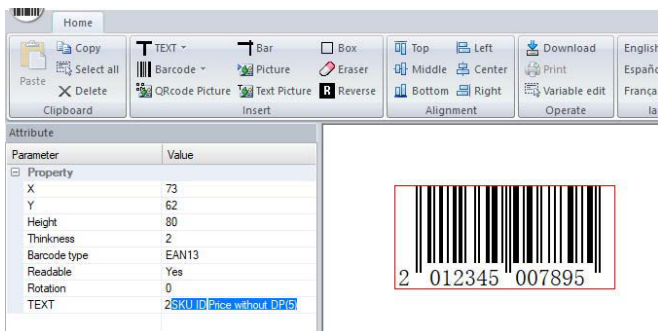 Home
Paste
Copy
Select all
Delete
Clipboard
TEXT
Bar
Box
Barcode
Picture
Eraser
QRcode Picture
Text Picture
R Reverse
Insert
Top
Left
Middle
Center
Bottom
Right
Alignment
Download
Print
Variable edit
Operate
English
Españo
França
la
Attribute
Parameter Value
Property
X 73
Y 62
Height 80
Thinkness 2
Barcode type EAN13
Readable Yes
Rotation 0
TEXT 2SKU ID|Price without DP(5)
2 012345 007895